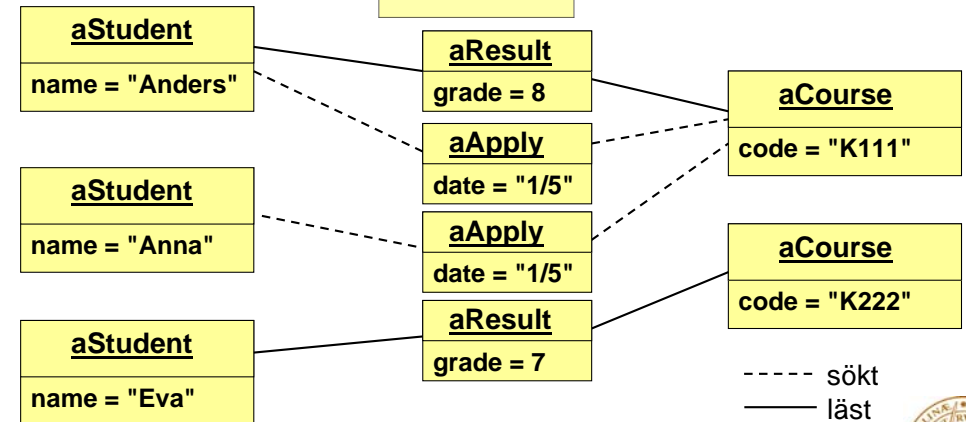 aStudent
name = "Anders"
aStudent
name = "Anna"
aStudent
name = "Eva"
aResult
grade = 8
aApply
date = "1/5"
aApply
date = "1/5"
aResult
grade = 7
aCourse
code = "K111"
aCourse
code = "K222"
sökt
läst